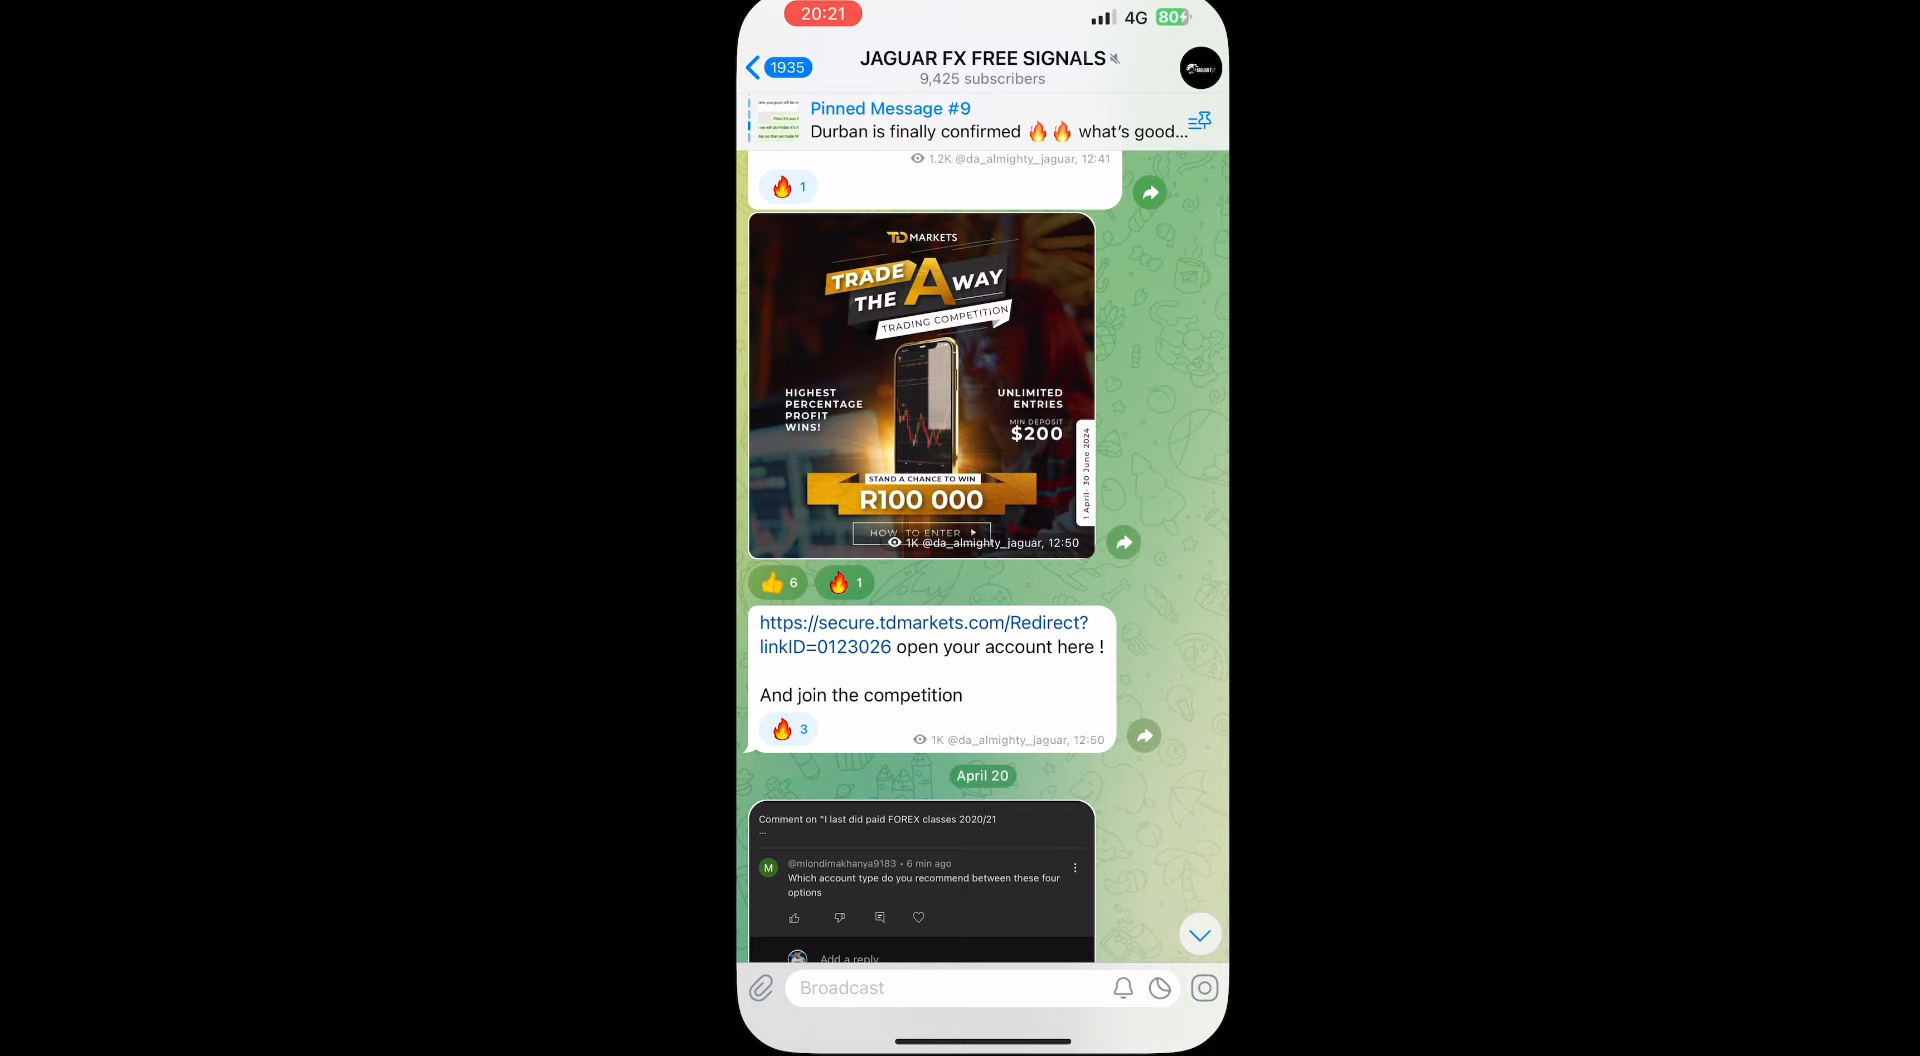 20:21
4G
80
1935
JAGUAR FX FREE SIGNALS
9,425 subscribers
Pinned Message #9
Durban is finally confirmed 🔥🔥 what's good...
1.2K @da_almighty_jaguar, 12:41
🔥 1
TD MARKETS
TRADE
THE A WAY
TRADING COMPETITION
HIGHEST
PERCENTAGE
PROFIT
WINS!
UNLIMITED
ENTRIES
MIN DEPOSIT
$200
1 April- 30 June 2024
STAND A CHANCE TO WIN
R100 000
HOW TO ENTER
1K @da_almighty_jaguar, 12:50
👍 6 🔥 1
https://secure.tdmarkets.com/Redirect?
linkID=0123026 open your account here !
And join the competition
🔥 3
1K @da_almighty_jaguar, 12:50
April 20
Comment on "I last did paid FOREX classes 2020/21
...
M
@mlondimakhanya9183 • 6 min ago
Which account type do you recommend between these four
options
Add a reply
Broadcast